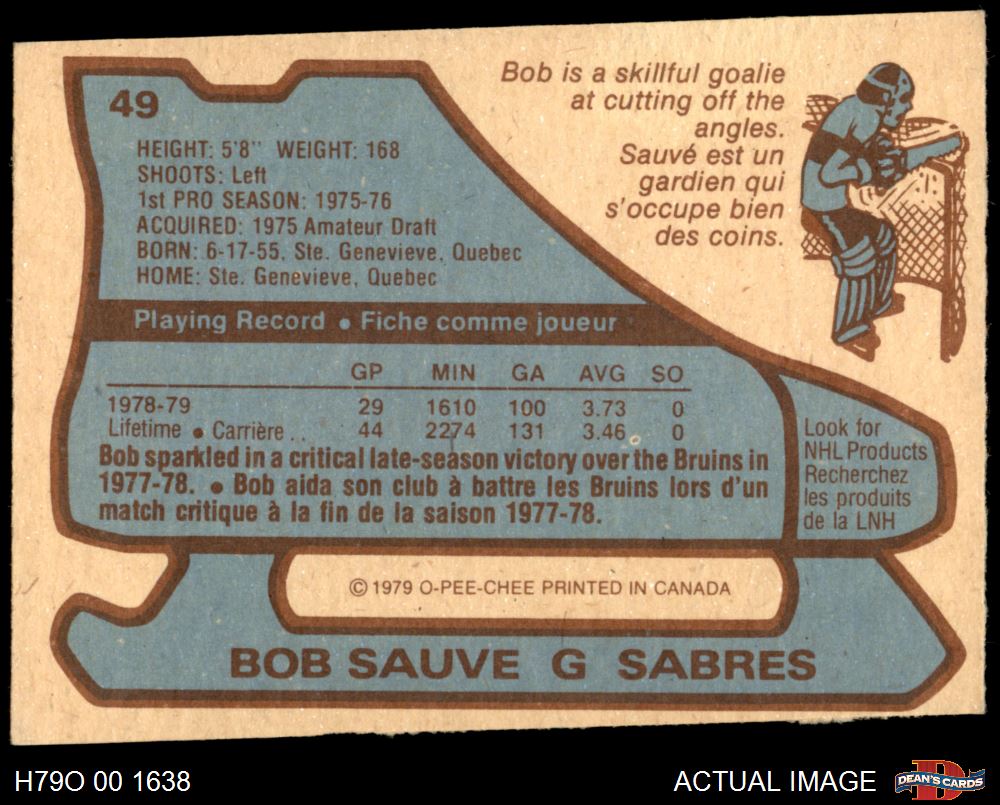 49
HEIGHT: 5'8" WEIGHT: 168
SHOOTS: Left
1st PRO SEASON: 1975-76
ACQUIRED: 1975 Amateur Draft
BORN: 6-17-55, Ste. Genevieve, Quebec
HOME: Ste. Genevieve, Quebec
Bob is a skillful goalie
at cutting off the
angles.
Sauvé est un
gardien qui
s'occupe bien
des coins.
Playing Record • Fiche comme joueur
GP MIN GA AVG SO
1978-79 29 1610 100 3.73 0
Lifetime • Carrière .. 44 2274 131 3.46 0
Bob sparkled in a critical late-season victory over the Bruins in
1977-78. • Bob aida son club à battre les Bruins lors d'un
match critique à la fin de la saison 1977-78.
Look for
NHL Products
Recherchez
les produits
de la LNH
© 1979 O-PEE-CHEE PRINTED IN CANADA
BOB SAUVE G SABRES
H79O 00 1638
ACTUAL IMAGE
D
DEAN'S CARDS